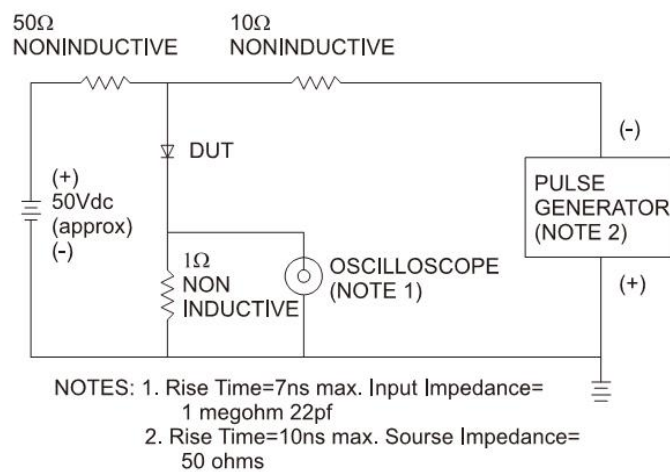 50Ω
NONINDUCTIVE
10Ω
NONINDUCTIVE
DUT
(+)
50Vdc
(approx)
(-)
1Ω
NON
INDUCTIVE
OSCILLOSCOPE
(NOTE 1)
(-)
PULSE
GENERATOR
(NOTE 2)
(+)
NOTES: 1. Rise Time=7ns max. Input Impedance=
1 megohm 22pf
2. Rise Time=10ns max. Sourse Impedance=
50 ohms